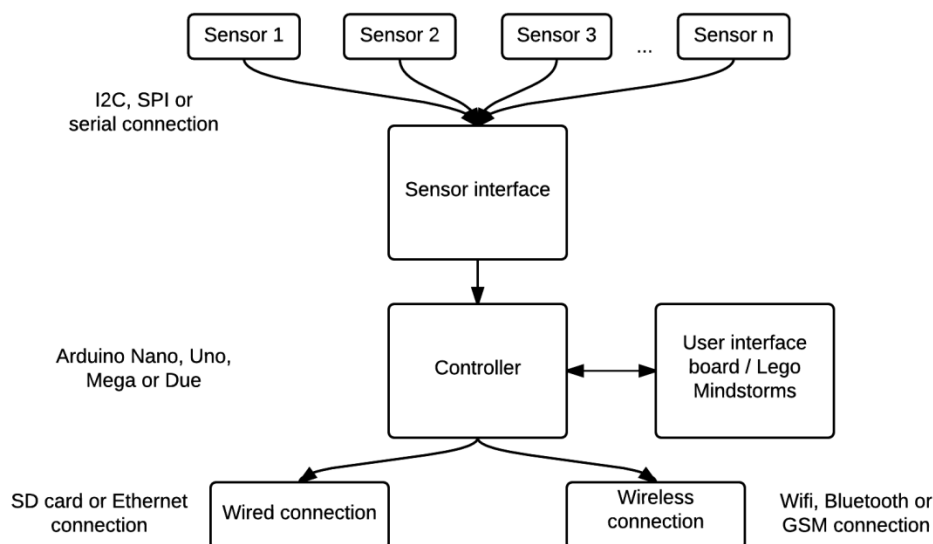 Sensor 1
Sensor 2
Sensor 3
...
Sensor n
I2C, SPI or
serial connection
Sensor interface
Arduino Nano, Uno,
Mega or Due
Controller
User interface
board / Lego
Mindstorms
SD card or Ethernet
connection
Wired connection
Wireless
connection
Wifi, Bluetooth or
GSM connection